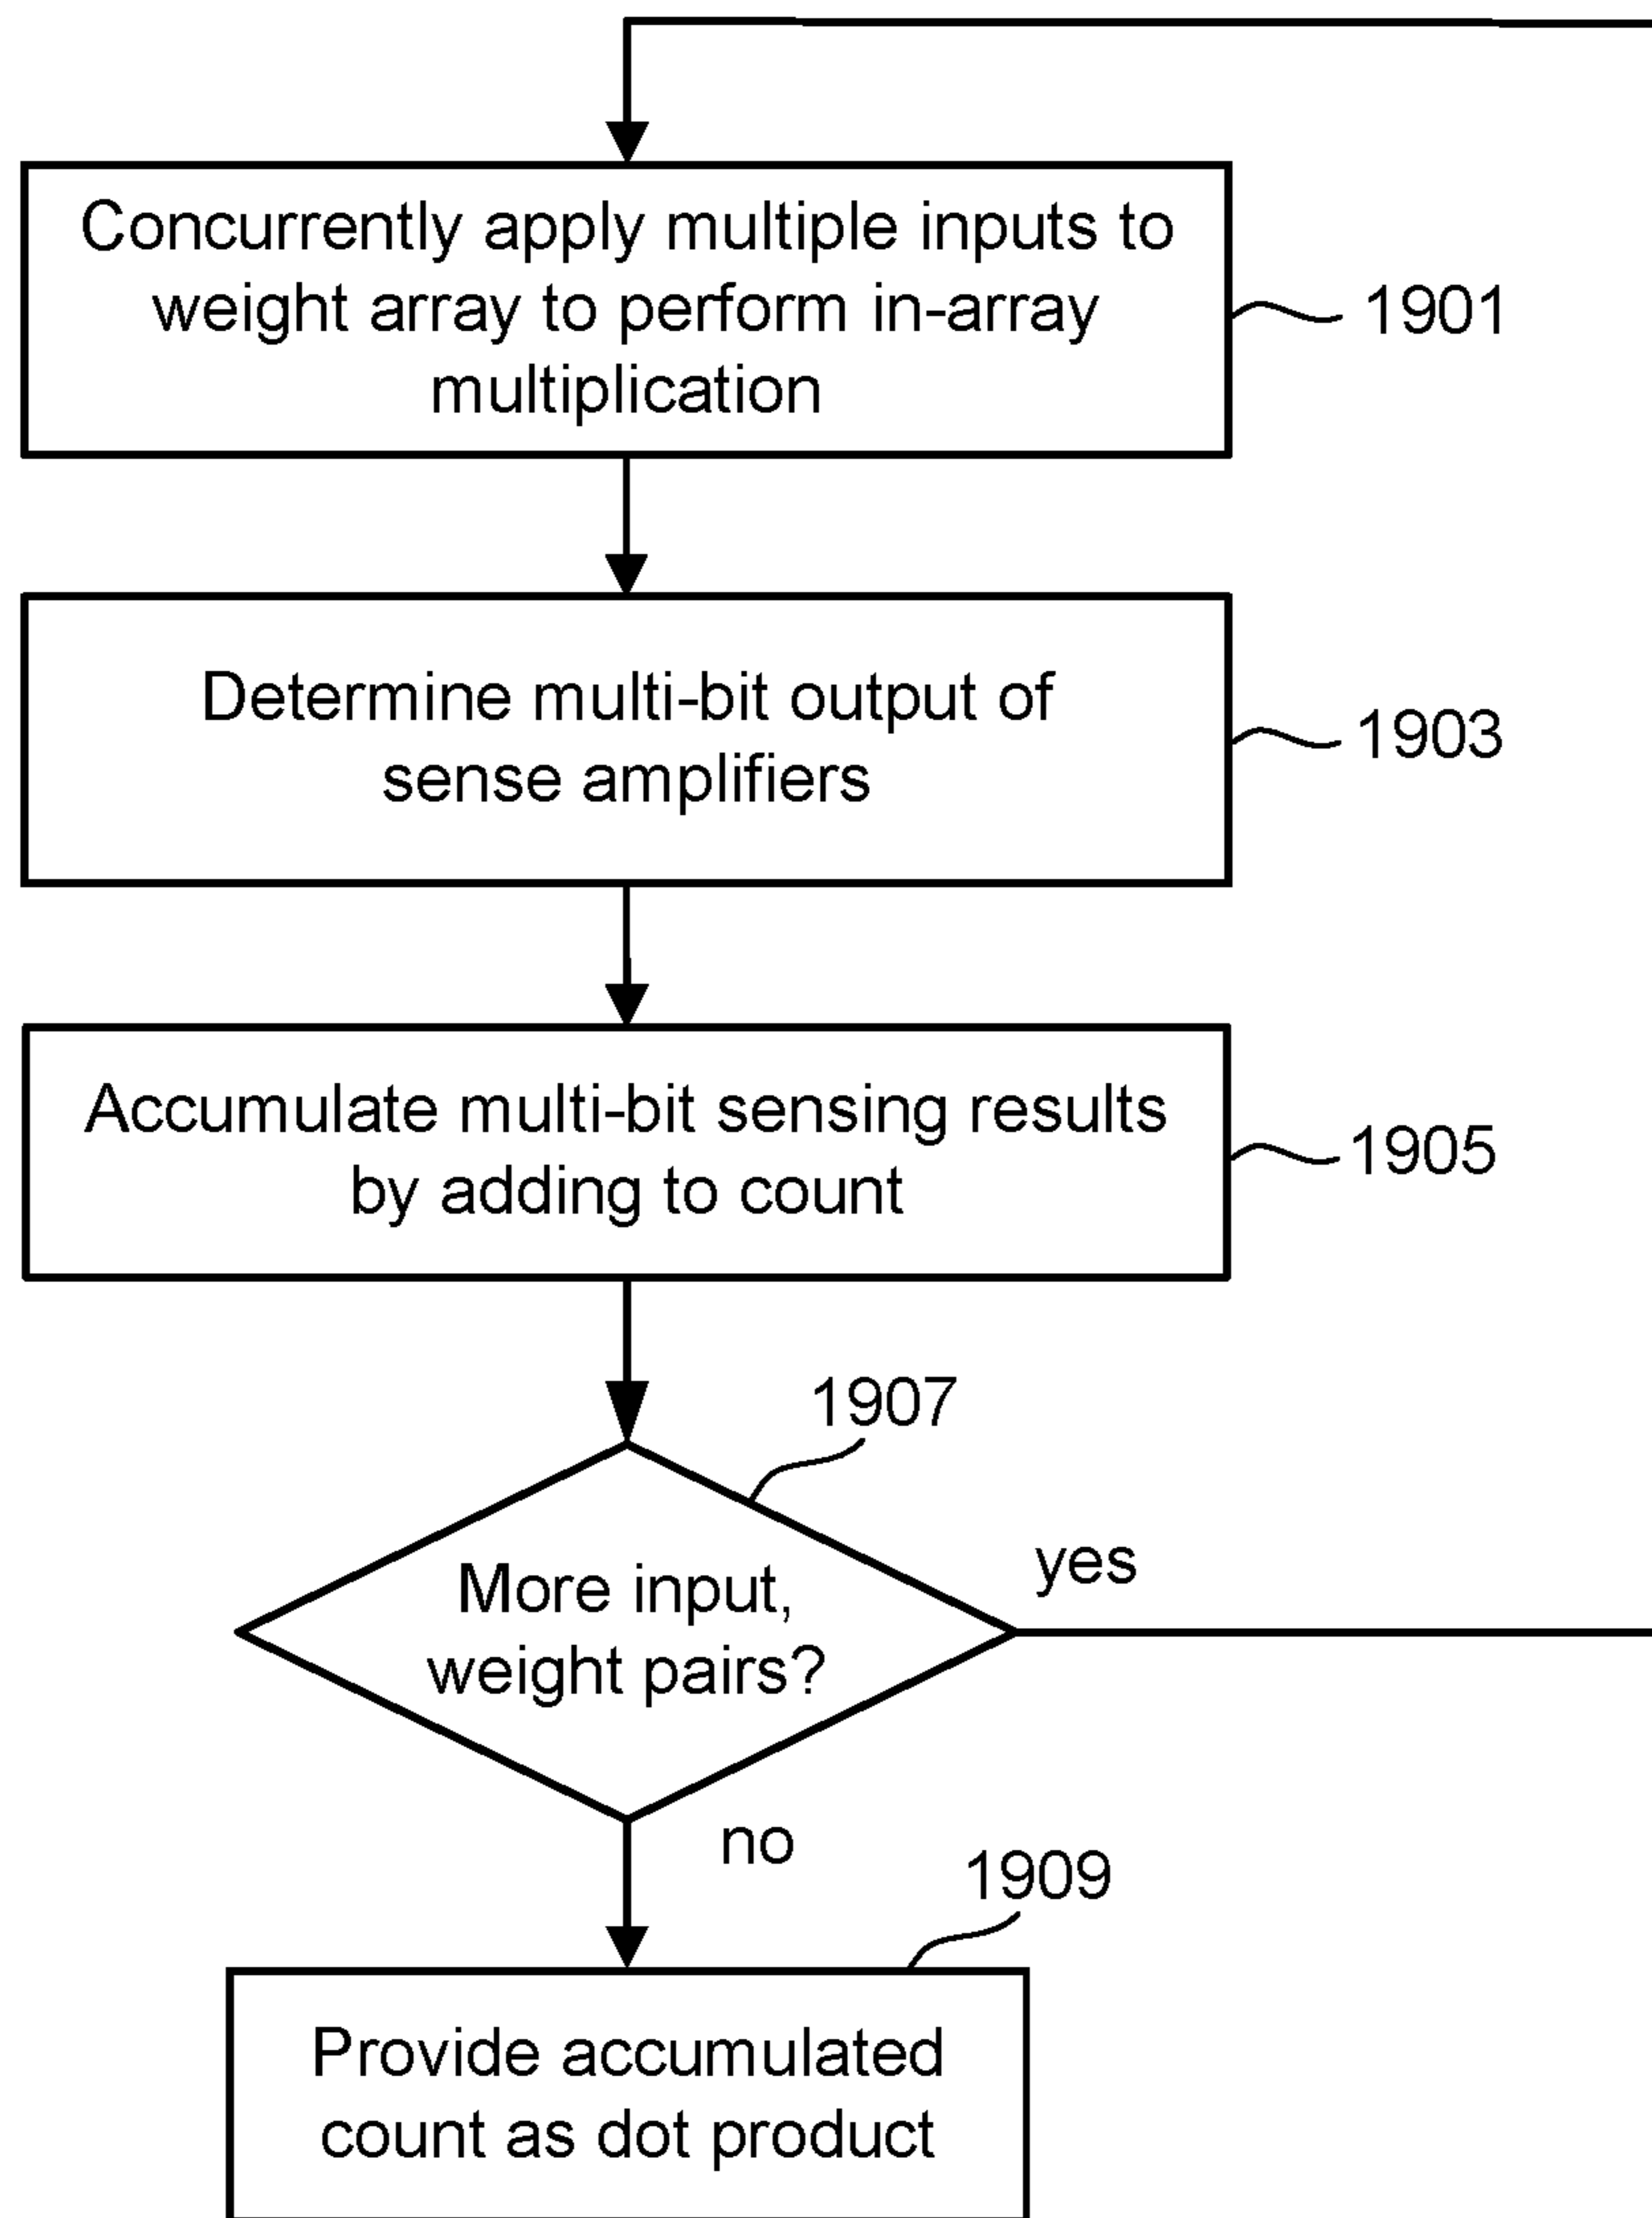 Concurrently apply multiple inputs to
weight array to perform in-array
multiplication
1901
Determine multi-bit output of
sense amplifiers
1903
Accumulate multi-bit sensing results
by adding to count
1905
1907
More input,
weight pairs?
yes
no
1909
Provide accumulated
count as dot product